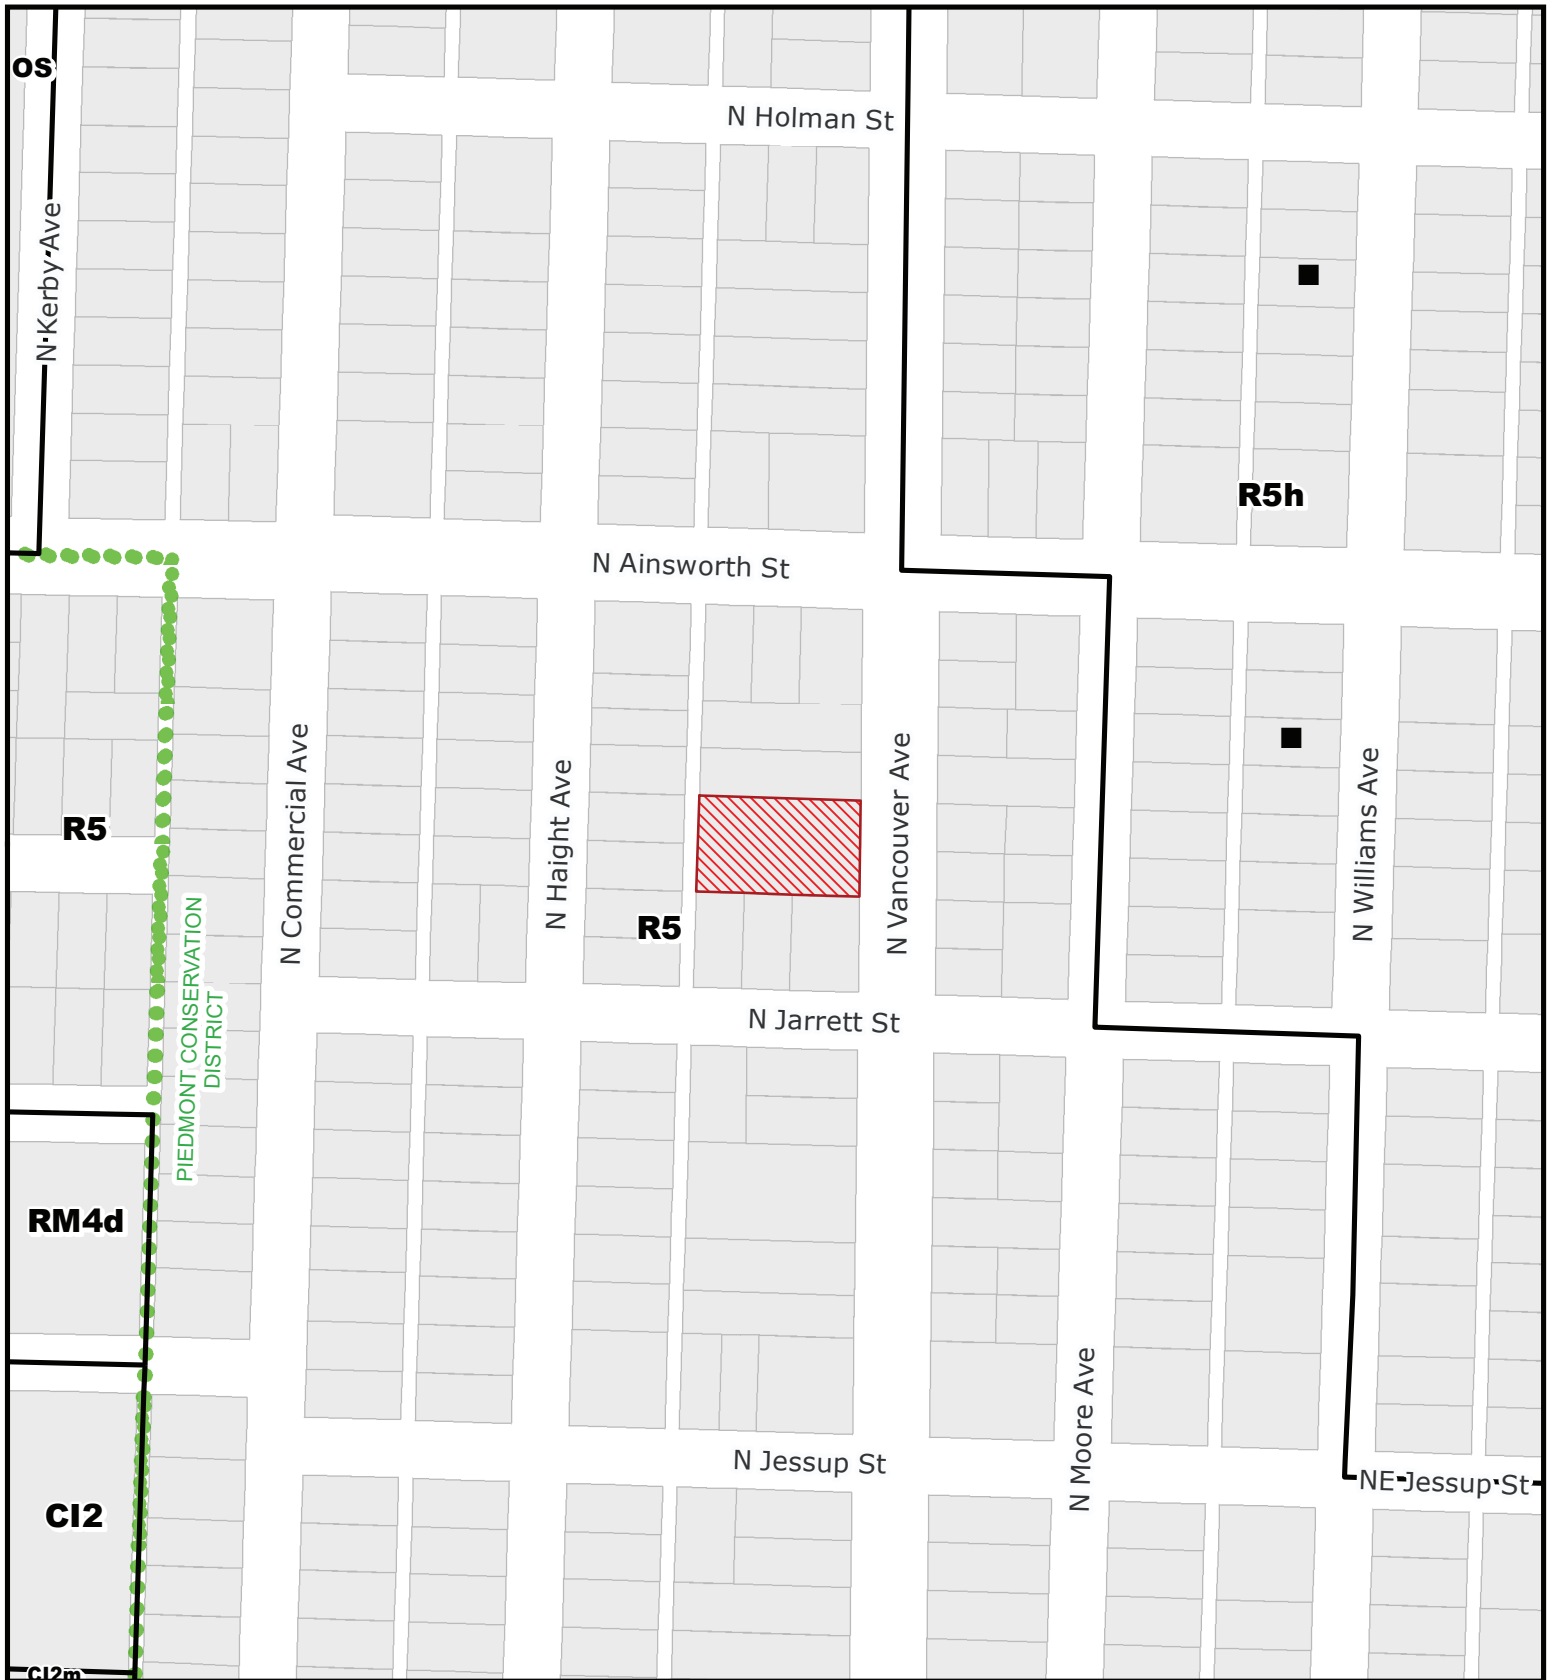 OS
N Holman St
N Kerby Ave
R5h
N Ainsworth St
N Commercial Ave
N Haight Ave
N Vancouver Ave
N Williams Ave
R5
R5
PIEDMONT CONSERVATION
DISTRICT
N Jarrett St
RM4d
N Moore Ave
N Jessup St
NE Jessup St
CI2
CI2m